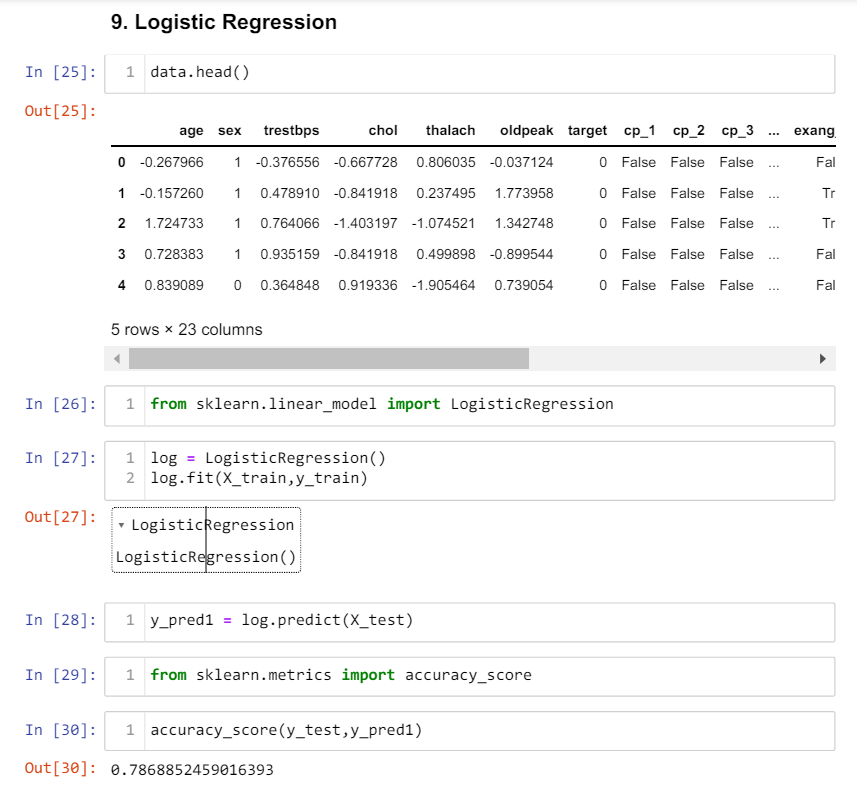 9. Logistic Regression
In [25]: 1 data.head()
Out[25]:
age sex trestbps chol thalach oldpeak target cp_1 cp_2 cp_3 ... exang_
0 -0.267966 1 -0.376556 -0.667728 0.806035 -0.037124 0 False False False ... Fal
1 -0.157260 1 0.478910 -0.841918 0.237495 1.773958 0 False False False ... Tr
2 1.724733 1 0.764066 -1.403197 -1.074521 1.342748 0 False False False ... Tr
3 0.728383 1 0.935159 -0.841918 0.499898 -0.899544 0 False False False ... Fal
4 0.839089 0 0.364848 0.919336 -1.905464 0.739054 0 False False False ... Fal
5 rows × 23 columns
In [26]: 1 from sklearn.linear_model import LogisticRegression
In [27]: 1 log = LogisticRegression()
2 log.fit(X_train,y_train)
Out[27]: ▾ LogisticRegression
LogisticRegression()
In [28]: 1 y_pred1 = log.predict(X_test)
In [29]: 1 from sklearn.metrics import accuracy_score
In [30]: 1 accuracy_score(y_test,y_pred1)
Out[30]: 0.7868852459016393